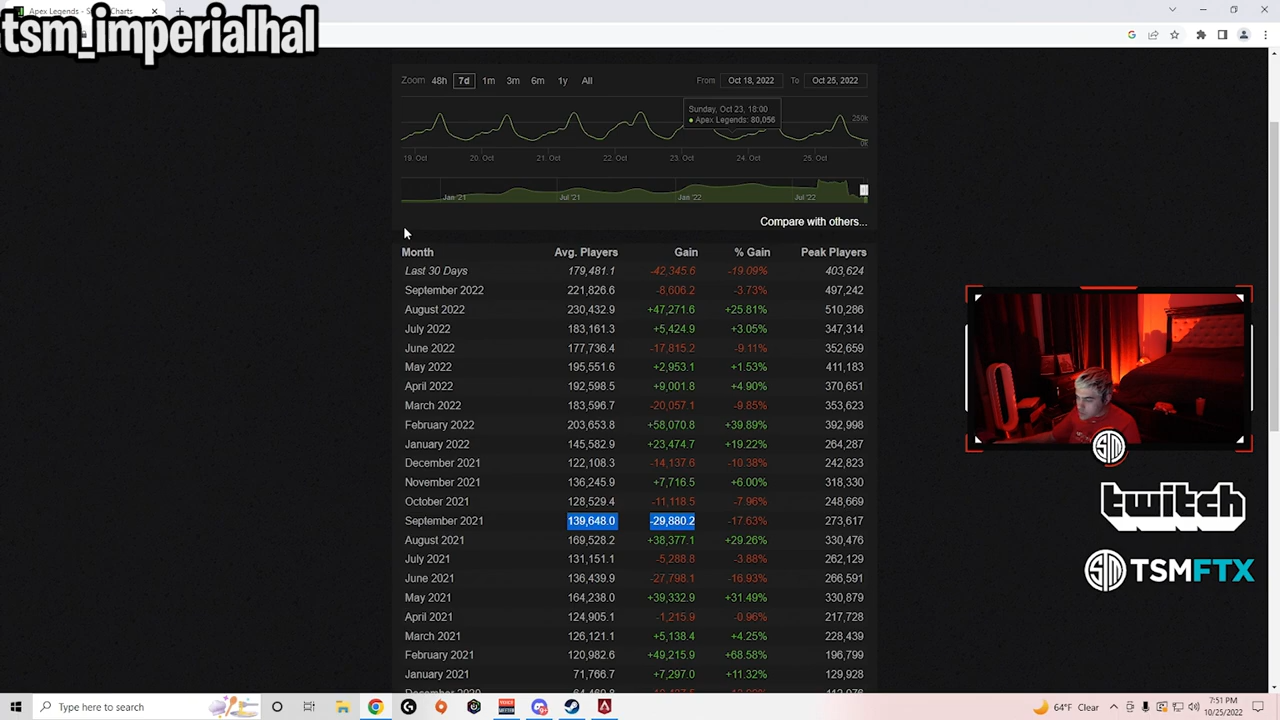 Apex Legends - S
Charts
tsm_imperialhal
Zoom 48h 7d 1m 3m 6m 1y All From Oct 18, 2022 To Oct 25, 2022
Sunday, Oct 23, 18:00
● Apex Legends: 80,056
250k
0k
19. Oct 20. Oct 21. Oct 22. Oct 23. Oct 24. Oct 25. Oct
Jan '21 Jul '21 Jan '22 Jul '22
Compare with others...
Month Avg. Players Gain % Gain Peak Players
Last 30 Days 179,481.1 -42,345.6 -19.09% 403,624
September 2022 221,826.6 -8,606.2 -3.73% 497,242
August 2022 230,432.9 +47,271.6 +25.81% 510,286
July 2022 183,161.3 +5,424.9 +3.05% 347,314
June 2022 177,736.4 -17,815.2 -9.11% 352,659
May 2022 195,551.6 +2,953.1 +1.53% 411,183
April 2022 192,598.5 +9,001.8 +4.90% 370,651
March 2022 183,596.7 -20,057.1 -9.85% 353,623
February 2022 203,653.8 +58,070.8 +39.89% 392,998
January 2022 145,582.9 +23,474.7 +19.22% 264,287
December 2021 122,108.3 -14,137.6 -10.38% 242,823
November 2021 136,245.9 +7,716.5 +6.00% 318,330
October 2021 128,529.4 -11,118.5 -7.96% 248,669
September 2021 139,648.0 -29,880.2 -17.63% 273,617
August 2021 169,528.2 +38,377.1 +29.26% 330,476
July 2021 131,151.1 -5,288.8 -3.88% 262,129
June 2021 136,439.9 -27,798.1 -16.93% 266,591
May 2021 164,238.0 +39,332.9 +31.49% 330,879
April 2021 124,905.1 -1,215.9 -0.96% 217,728
March 2021 126,121.1 +5,138.4 +4.25% 228,439
February 2021 120,982.6 +49,215.9 +68.58% 196,799
January 2021 71,766.7 +7,297.0 +11.32% 129,928
twitch
TSMFTX
Type here to search
64°F Clear
7:51 PM
10/25/2022